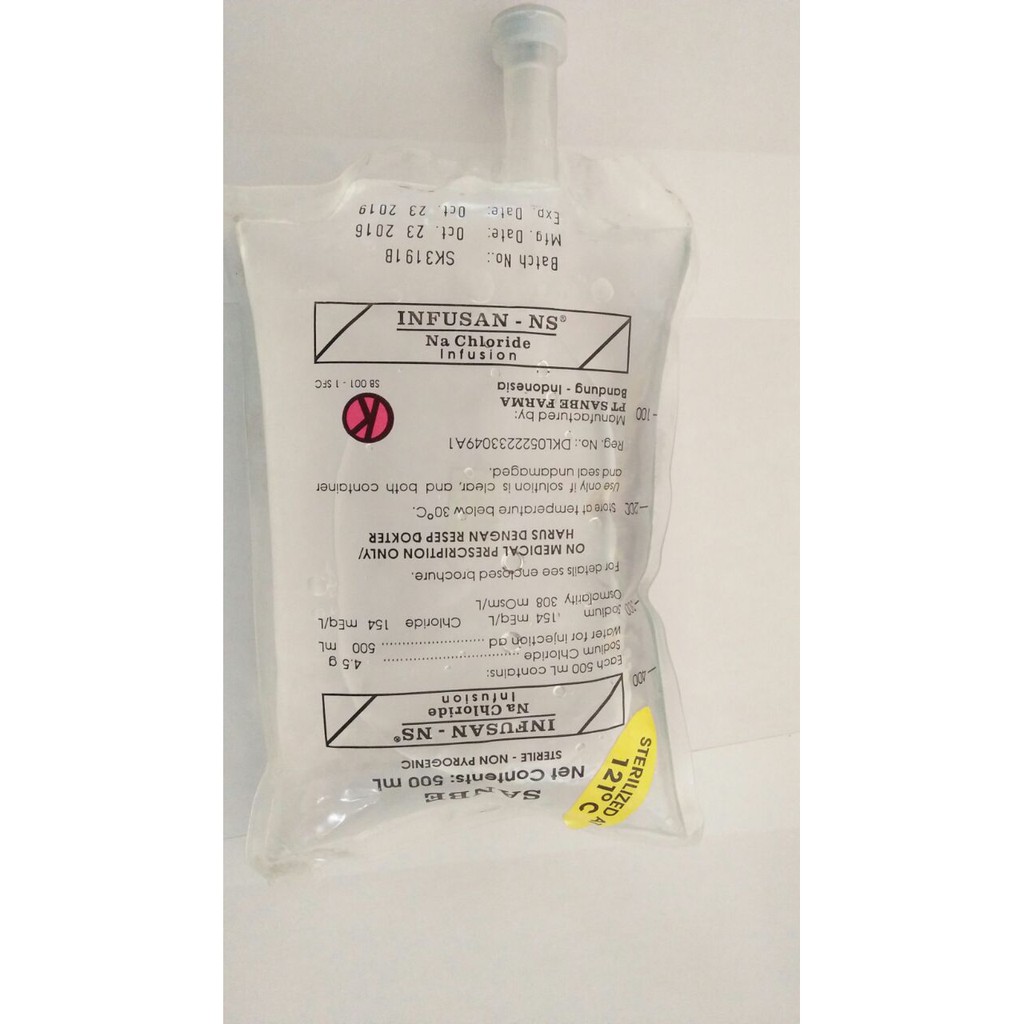 SANBE
Net Contents: 500 mL
STERILE - NON PYROGENIC
STERILIZED
121° C
INFUSAN - NS®
Na Chloride
Infusion
Each 500 mL contains:
Sodium Chloride .................... 4.5 g
Water for injection ad .................... 500 mL
Sodium 154 mEq/L Chloride 154 mEq/L
Osmolarity 308 mOsm/L
For details see enclosed brochure.
ON MEDICAL PRESCRIPTION ONLY/
HARUS DENGAN RESEP DOKTER
Store at temperature below 30°C.
Use only if solution is clear, and both container
and seal undamaged.
Reg. No.: DKL0522233049A1
Manufactured by:
PT SANBE FARMA
Bandung - Indonesia
K
SB 001 - 1 SFC
400
300
200
100
INFUSAN - NS®
Na Chloride
Infusion
Batch No.: SK3191B
Mfg. Date: Oct. 23 2016
Exp. Date: Oct. 23 2019